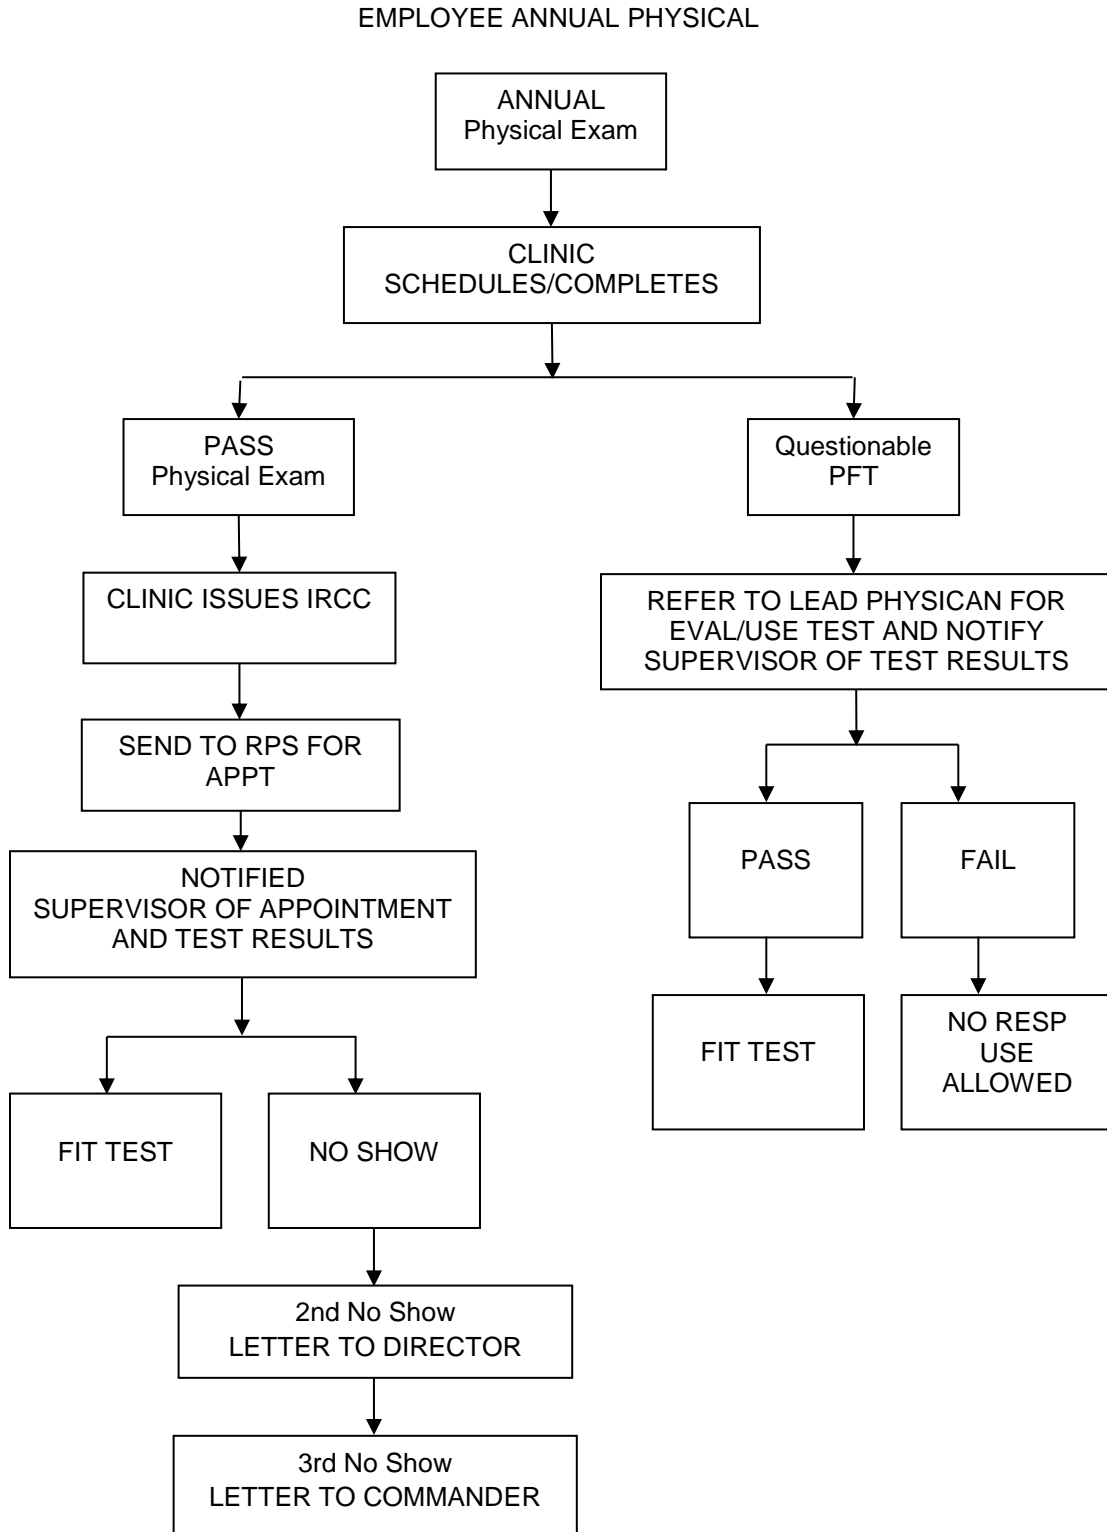 EMPLOYEE ANNUAL PHYSICAL
ANNUAL
Physical Exam
CLINIC
SCHEDULES/COMPLETES
PASS
Physical Exam
Questionable
PFT
CLINIC ISSUES IRCC
REFER TO LEAD PHYSICAN FOR
EVAL/USE TEST AND NOTIFY
SUPERVISOR OF TEST RESULTS
SEND TO RPS FOR
APPT
NOTIFIED
SUPERVISOR OF APPOINTMENT
AND TEST RESULTS
PASS
FAIL
FIT TEST
NO RESP
USE
ALLOWED
FIT TEST
NO SHOW
2nd No Show
LETTER TO DIRECTOR
3rd No Show
LETTER TO COMMANDER